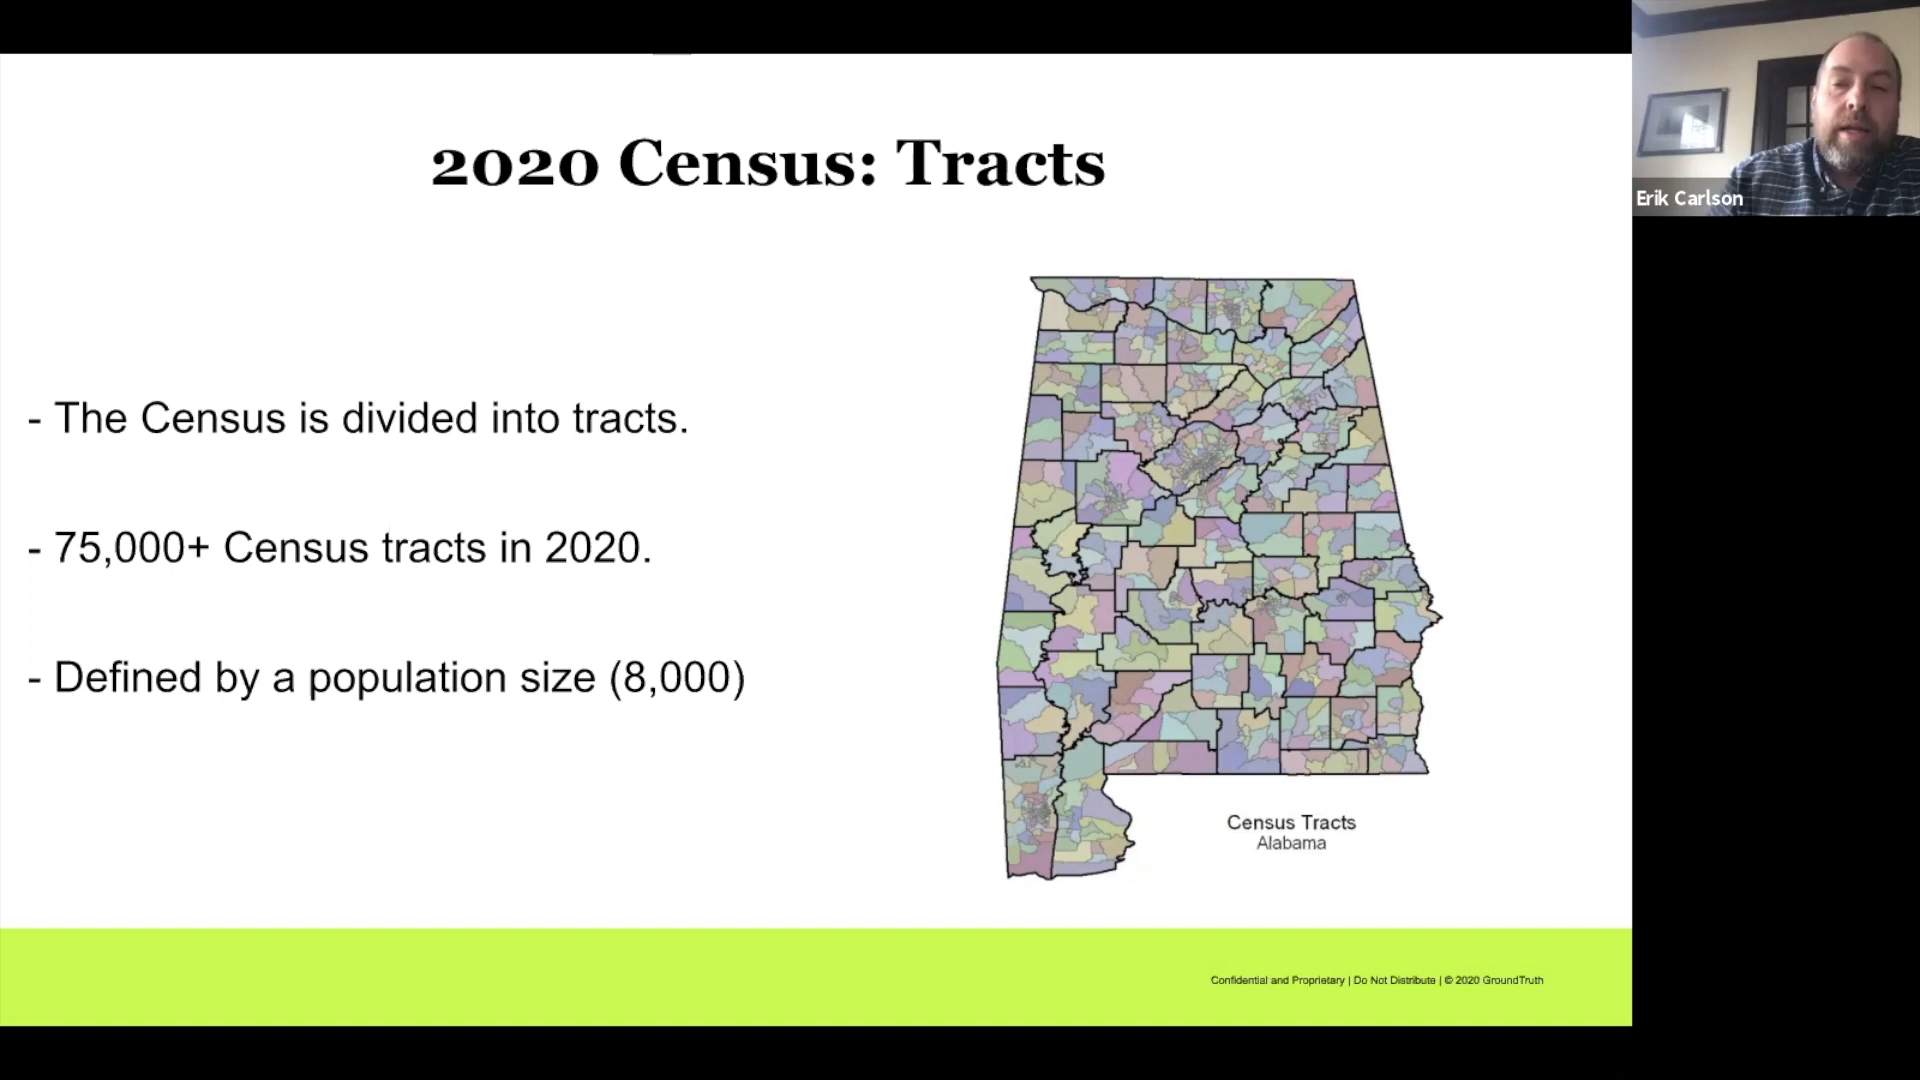 2020 Census: Tracts
Erik Carlson
- The Census is divided into tracts.
- 75,000+ Census tracts in 2020.
- Defined by a population size (8,000)
Census Tracts
Alabama
Confidential and Proprietary | Do Not Distribute | © 2020 GroundTruth